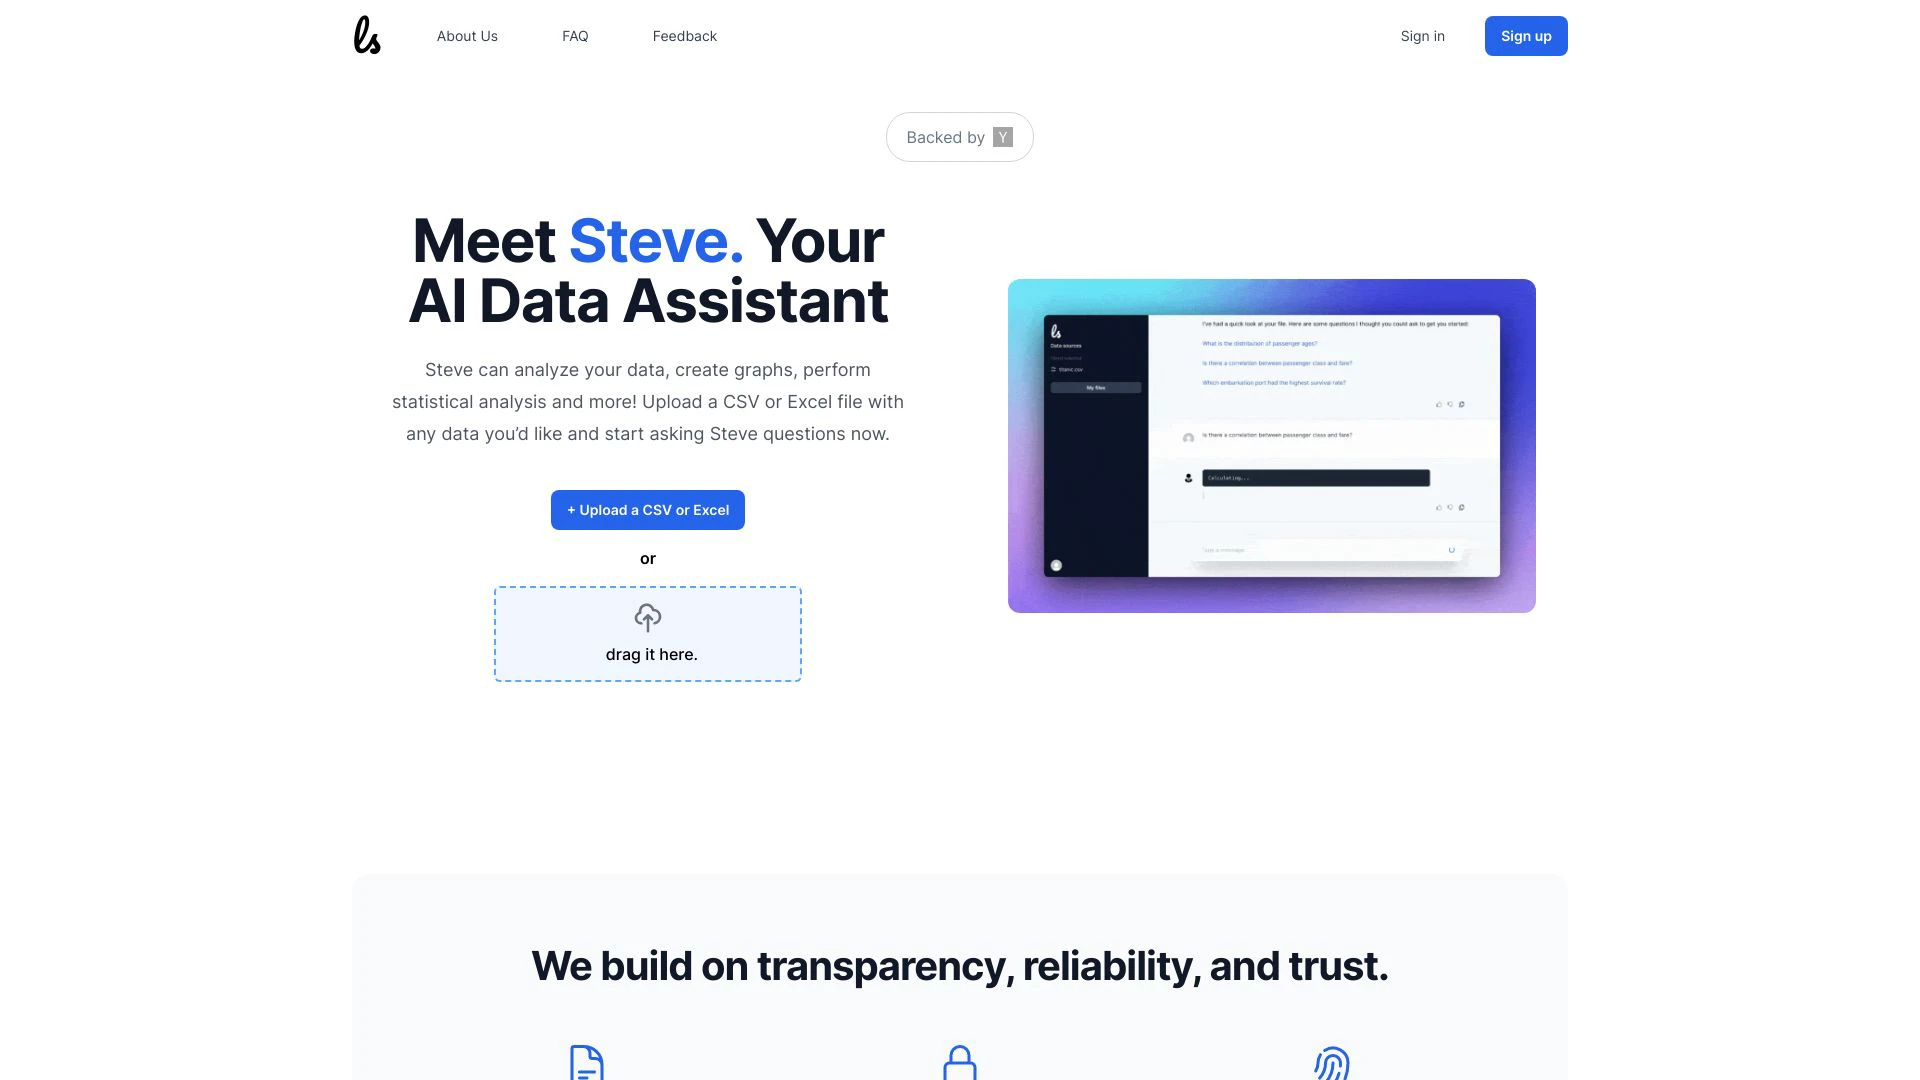 ls
About Us
FAQ
Feedback
Sign in
Sign up
Backed by Y
Meet Steve. Your
AI Data Assistant
Steve can analyze your data, create graphs, perform
statistical analysis and more! Upload a CSV or Excel file with
any data you’d like and start asking Steve questions now.
+ Upload a CSV or Excel
or
drag it here.
ls
Data sources
titanic.csv
My files
I've had a quick look at your file. Here are some questions I thought you could ask to get you started:
What is the distribution of passenger ages?
Is there a correlation between passenger class and fare?
Which embarkation port had the highest survival rate?
Is there a correlation between passenger class and fare?
Calculating...
Type a message
We build on transparency, reliability, and trust.